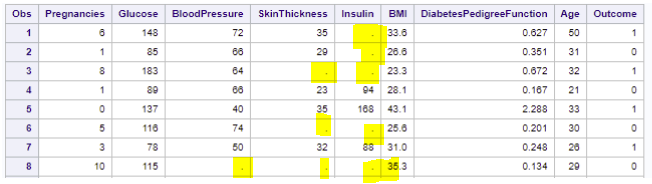 Obs Pregnancies Glucose BloodPressure SkinThickness Insulin BMI DiabetesPedigreeFunction Age Outcome
1 6 148 72 35 . 33.6 0.627 50 1
2 1 85 66 29 . 26.6 0.351 31 0
3 8 183 64 . . 23.3 0.672 32 1
4 1 89 66 23 94 28.1 0.167 21 0
5 0 137 40 35 168 43.1 2.288 33 1
6 5 116 74 . . 25.6 0.201 30 0
7 3 78 50 32 88 31.0 0.248 26 1
8 10 115 . . . 35.3 0.134 29 0